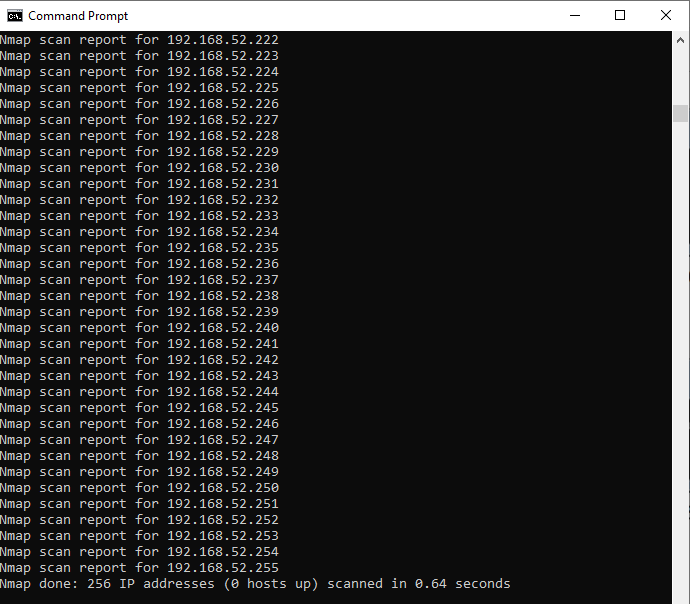 Command Prompt
Nmap scan report for 192.168.52.222
Nmap scan report for 192.168.52.223
Nmap scan report for 192.168.52.224
Nmap scan report for 192.168.52.225
Nmap scan report for 192.168.52.226
Nmap scan report for 192.168.52.227
Nmap scan report for 192.168.52.228
Nmap scan report for 192.168.52.229
Nmap scan report for 192.168.52.230
Nmap scan report for 192.168.52.231
Nmap scan report for 192.168.52.232
Nmap scan report for 192.168.52.233
Nmap scan report for 192.168.52.234
Nmap scan report for 192.168.52.235
Nmap scan report for 192.168.52.236
Nmap scan report for 192.168.52.237
Nmap scan report for 192.168.52.238
Nmap scan report for 192.168.52.239
Nmap scan report for 192.168.52.240
Nmap scan report for 192.168.52.241
Nmap scan report for 192.168.52.242
Nmap scan report for 192.168.52.243
Nmap scan report for 192.168.52.244
Nmap scan report for 192.168.52.245
Nmap scan report for 192.168.52.246
Nmap scan report for 192.168.52.247
Nmap scan report for 192.168.52.248
Nmap scan report for 192.168.52.249
Nmap scan report for 192.168.52.250
Nmap scan report for 192.168.52.251
Nmap scan report for 192.168.52.252
Nmap scan report for 192.168.52.253
Nmap scan report for 192.168.52.254
Nmap scan report for 192.168.52.255
Nmap done: 256 IP addresses (0 hosts up) scanned in 0.64 seconds